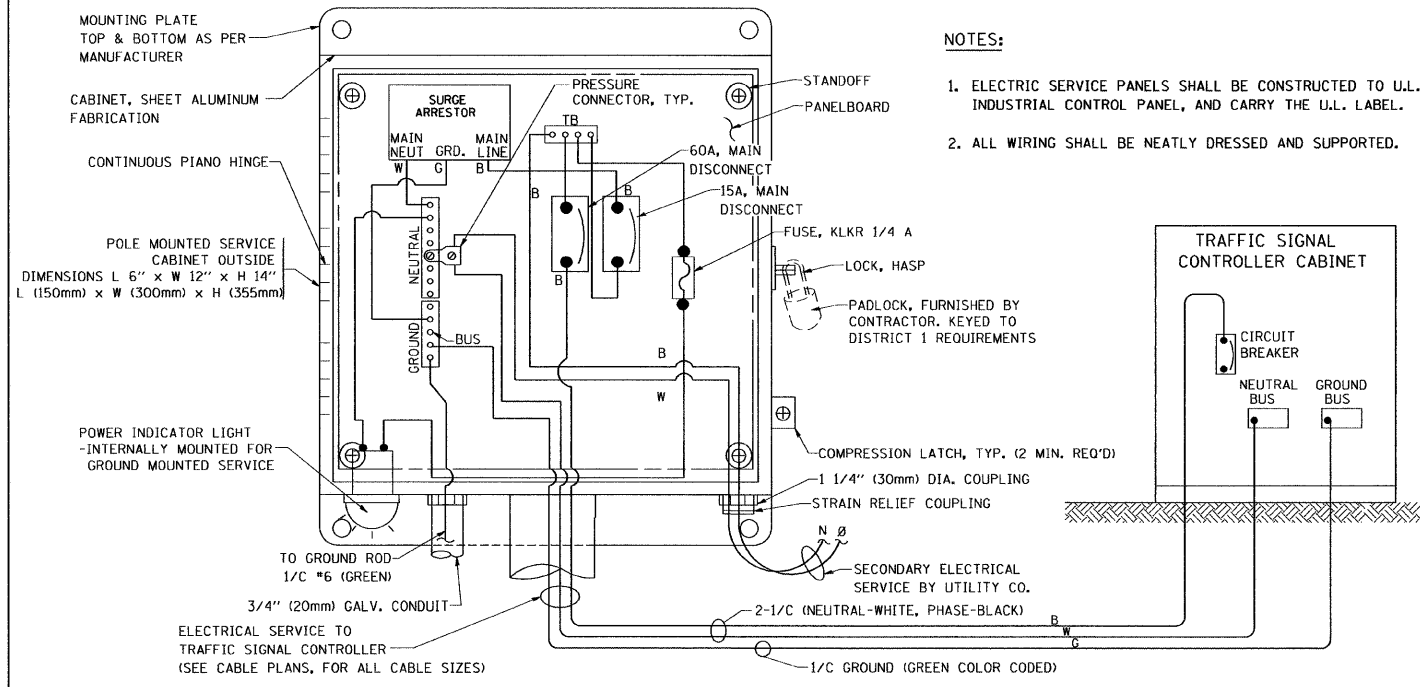 MOUNTING PLATE
TOP & BOTTOM AS PER
MANUFACTURER
CABINET, SHEET ALUMINUM
FABRICATION
CONTINUOUS PIANO HINGE
POLE MOUNTED SERVICE
CABINET OUTSIDE
DIMENSIONS L 6" x W 12" x H 14"
L (150mm) x W (300mm) x H (355mm)
POWER INDICATOR LIGHT
-INTERNALLY MOUNTED FOR
GROUND MOUNTED SERVICE
SURGE
ARRESTOR
MAIN
NEUT
GRD.
MAIN
LINE
W
G
B
PRESSURE
CONNECTOR, TYP.
TB
STANDOFF
PANELBOARD
60A, MAIN
DISCONNECT
15A, MAIN
DISCONNECT
FUSE, KLKR 1/4 A
B
B
B
NEUTRAL
GROUND
BUS
B
W
LOCK, HASP
PADLOCK, FURNISHED BY
CONTRACTOR. KEYED TO
DISTRICT 1 REQUIREMENTS
COMPRESSION LATCH, TYP. (2 MIN. REQ'D)
1 1/4" (30mm) DIA. COUPLING
STRAIN RELIEF COUPLING
N Ø
SECONDARY ELECTRICAL
SERVICE BY UTILITY CO.
TO GROUND ROD
1/C #6 (GREEN)
3/4" (20mm) GALV. CONDUIT
ELECTRICAL SERVICE TO
TRAFFIC SIGNAL CONTROLLER
(SEE CABLE PLANS, FOR ALL CABLE SIZES)
2-1/C (NEUTRAL-WHITE, PHASE-BLACK)
1/C GROUND (GREEN COLOR CODED)
B
W
G
NOTES:
1. ELECTRIC SERVICE PANELS SHALL BE CONSTRUCTED TO U.L.
INDUSTRIAL CONTROL PANEL, AND CARRY THE U.L. LABEL.
2. ALL WIRING SHALL BE NEATLY DRESSED AND SUPPORTED.
TRAFFIC SIGNAL
CONTROLLER CABINET
CIRCUIT
BREAKER
NEUTRAL
BUS
GROUND
BUS